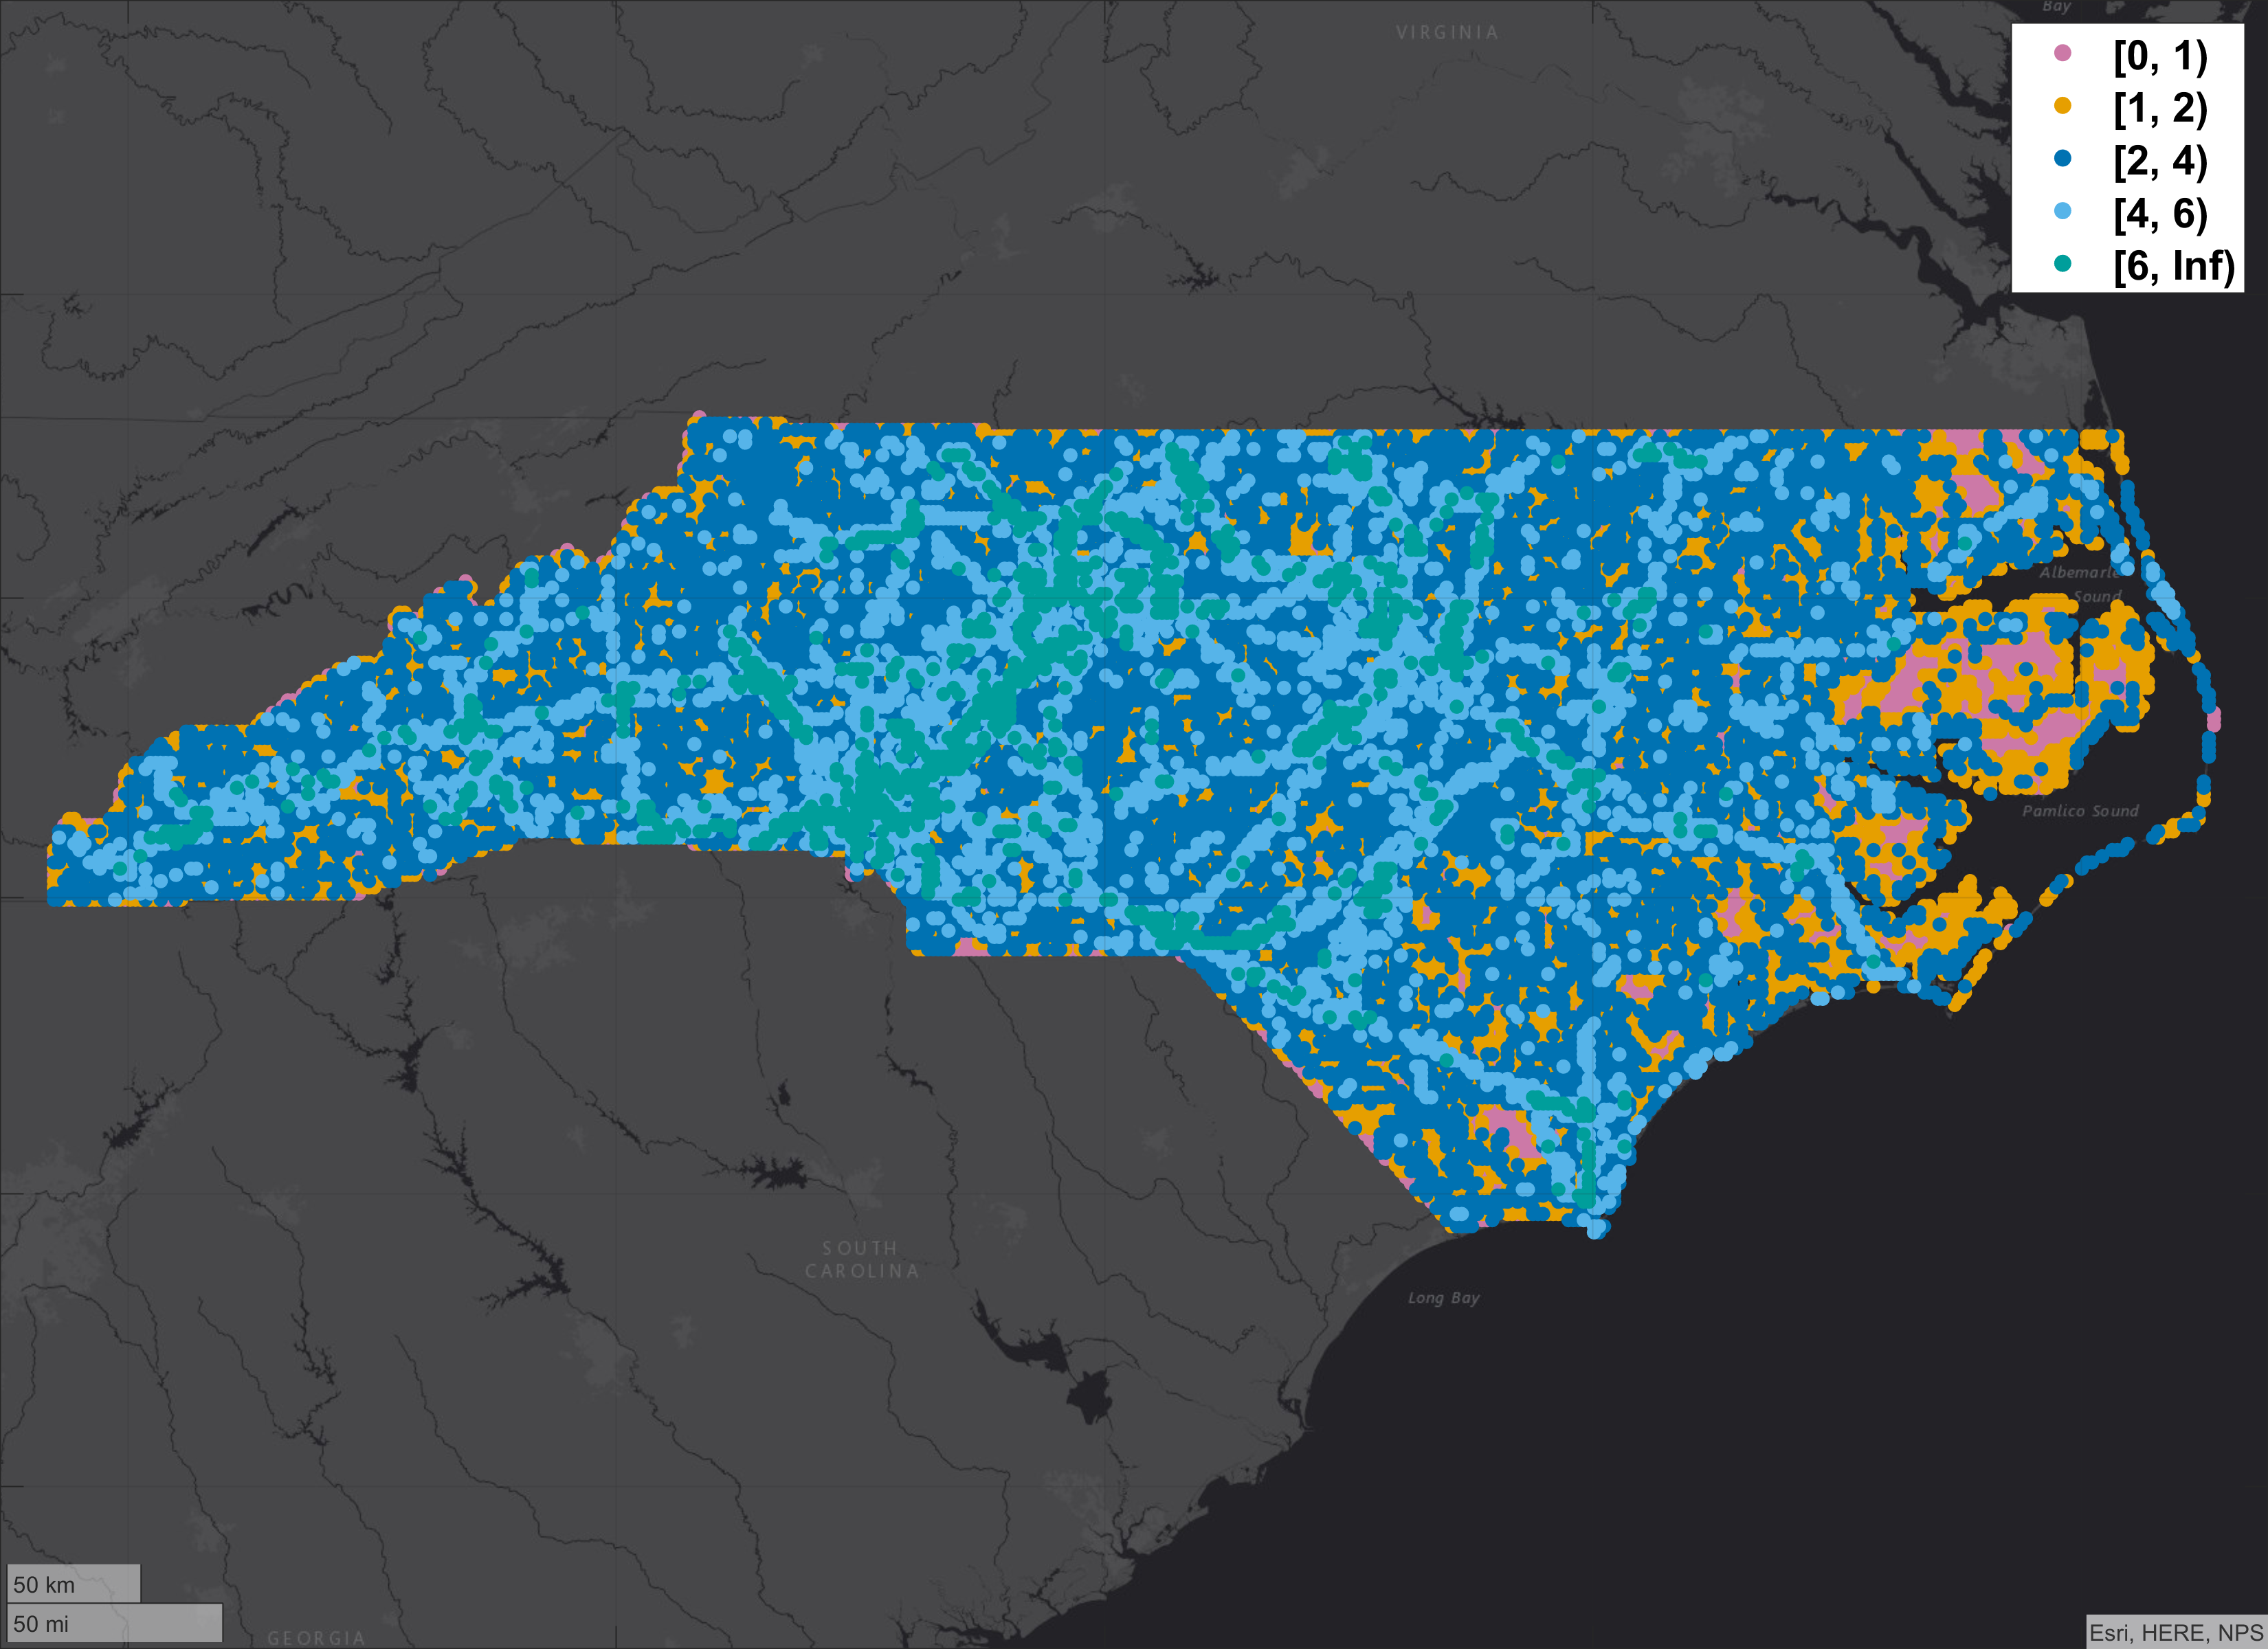 Bay
VIRGINIA
[0, 1)
[1, 2)
[2, 4)
[4, 6)
[6, Inf)
Albemarle
Sound
Pamlico Sound
SOUTH
CAROLINA
Long Bay
50 km
50 mi
GEORGIA
Esri, HERE, NPS